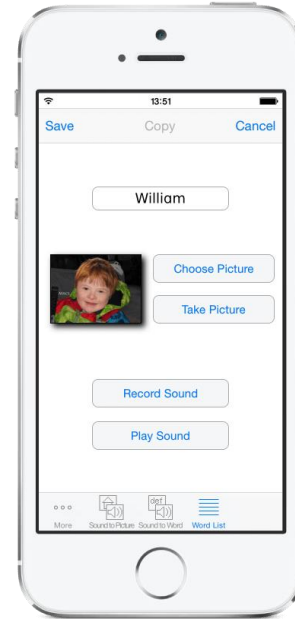 13:51
Save Copy Cancel
William
Choose Picture
Take Picture
Record Sound
Play Sound
def
More Sound to Picture Sound to Word Word List